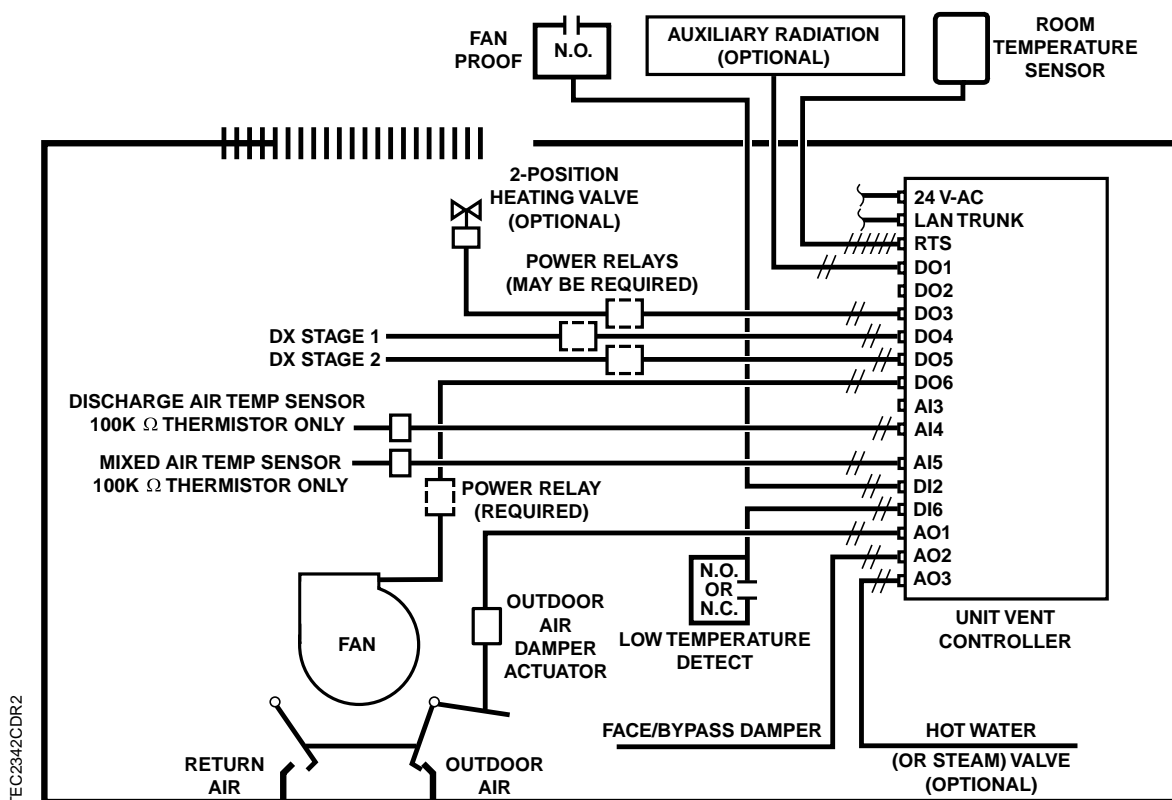 FAN
PROOF
N.O.
AUXILIARY RADIATION
(OPTIONAL)
ROOM
TEMPERATURE
SENSOR
2-POSITION
HEATING VALVE
(OPTIONAL)
POWER RELAYS
(MAY BE REQUIRED)
DX STAGE 1
DX STAGE 2
DISCHARGE AIR TEMP SENSOR
100K Ω THERMISTOR ONLY
MIXED AIR TEMP SENSOR
100K Ω THERMISTOR ONLY
POWER RELAY
(REQUIRED)
24 V-AC
LAN TRUNK
RTS
DO1
DO2
DO3
DO4
DO5
DO6
AI3
AI4
AI5
DI2
DI6
AO1
AO2
AO3
UNIT VENT
CONTROLLER
N.O.
OR
N.C.
LOW TEMPERATURE
DETECT
OUTDOOR
AIR
DAMPER
ACTUATOR
FAN
FACE/BYPASS DAMPER
HOT WATER
(OR STEAM) VALVE
(OPTIONAL)
RETURN
AIR
OUTDOOR
AIR
TEC2342CDR2